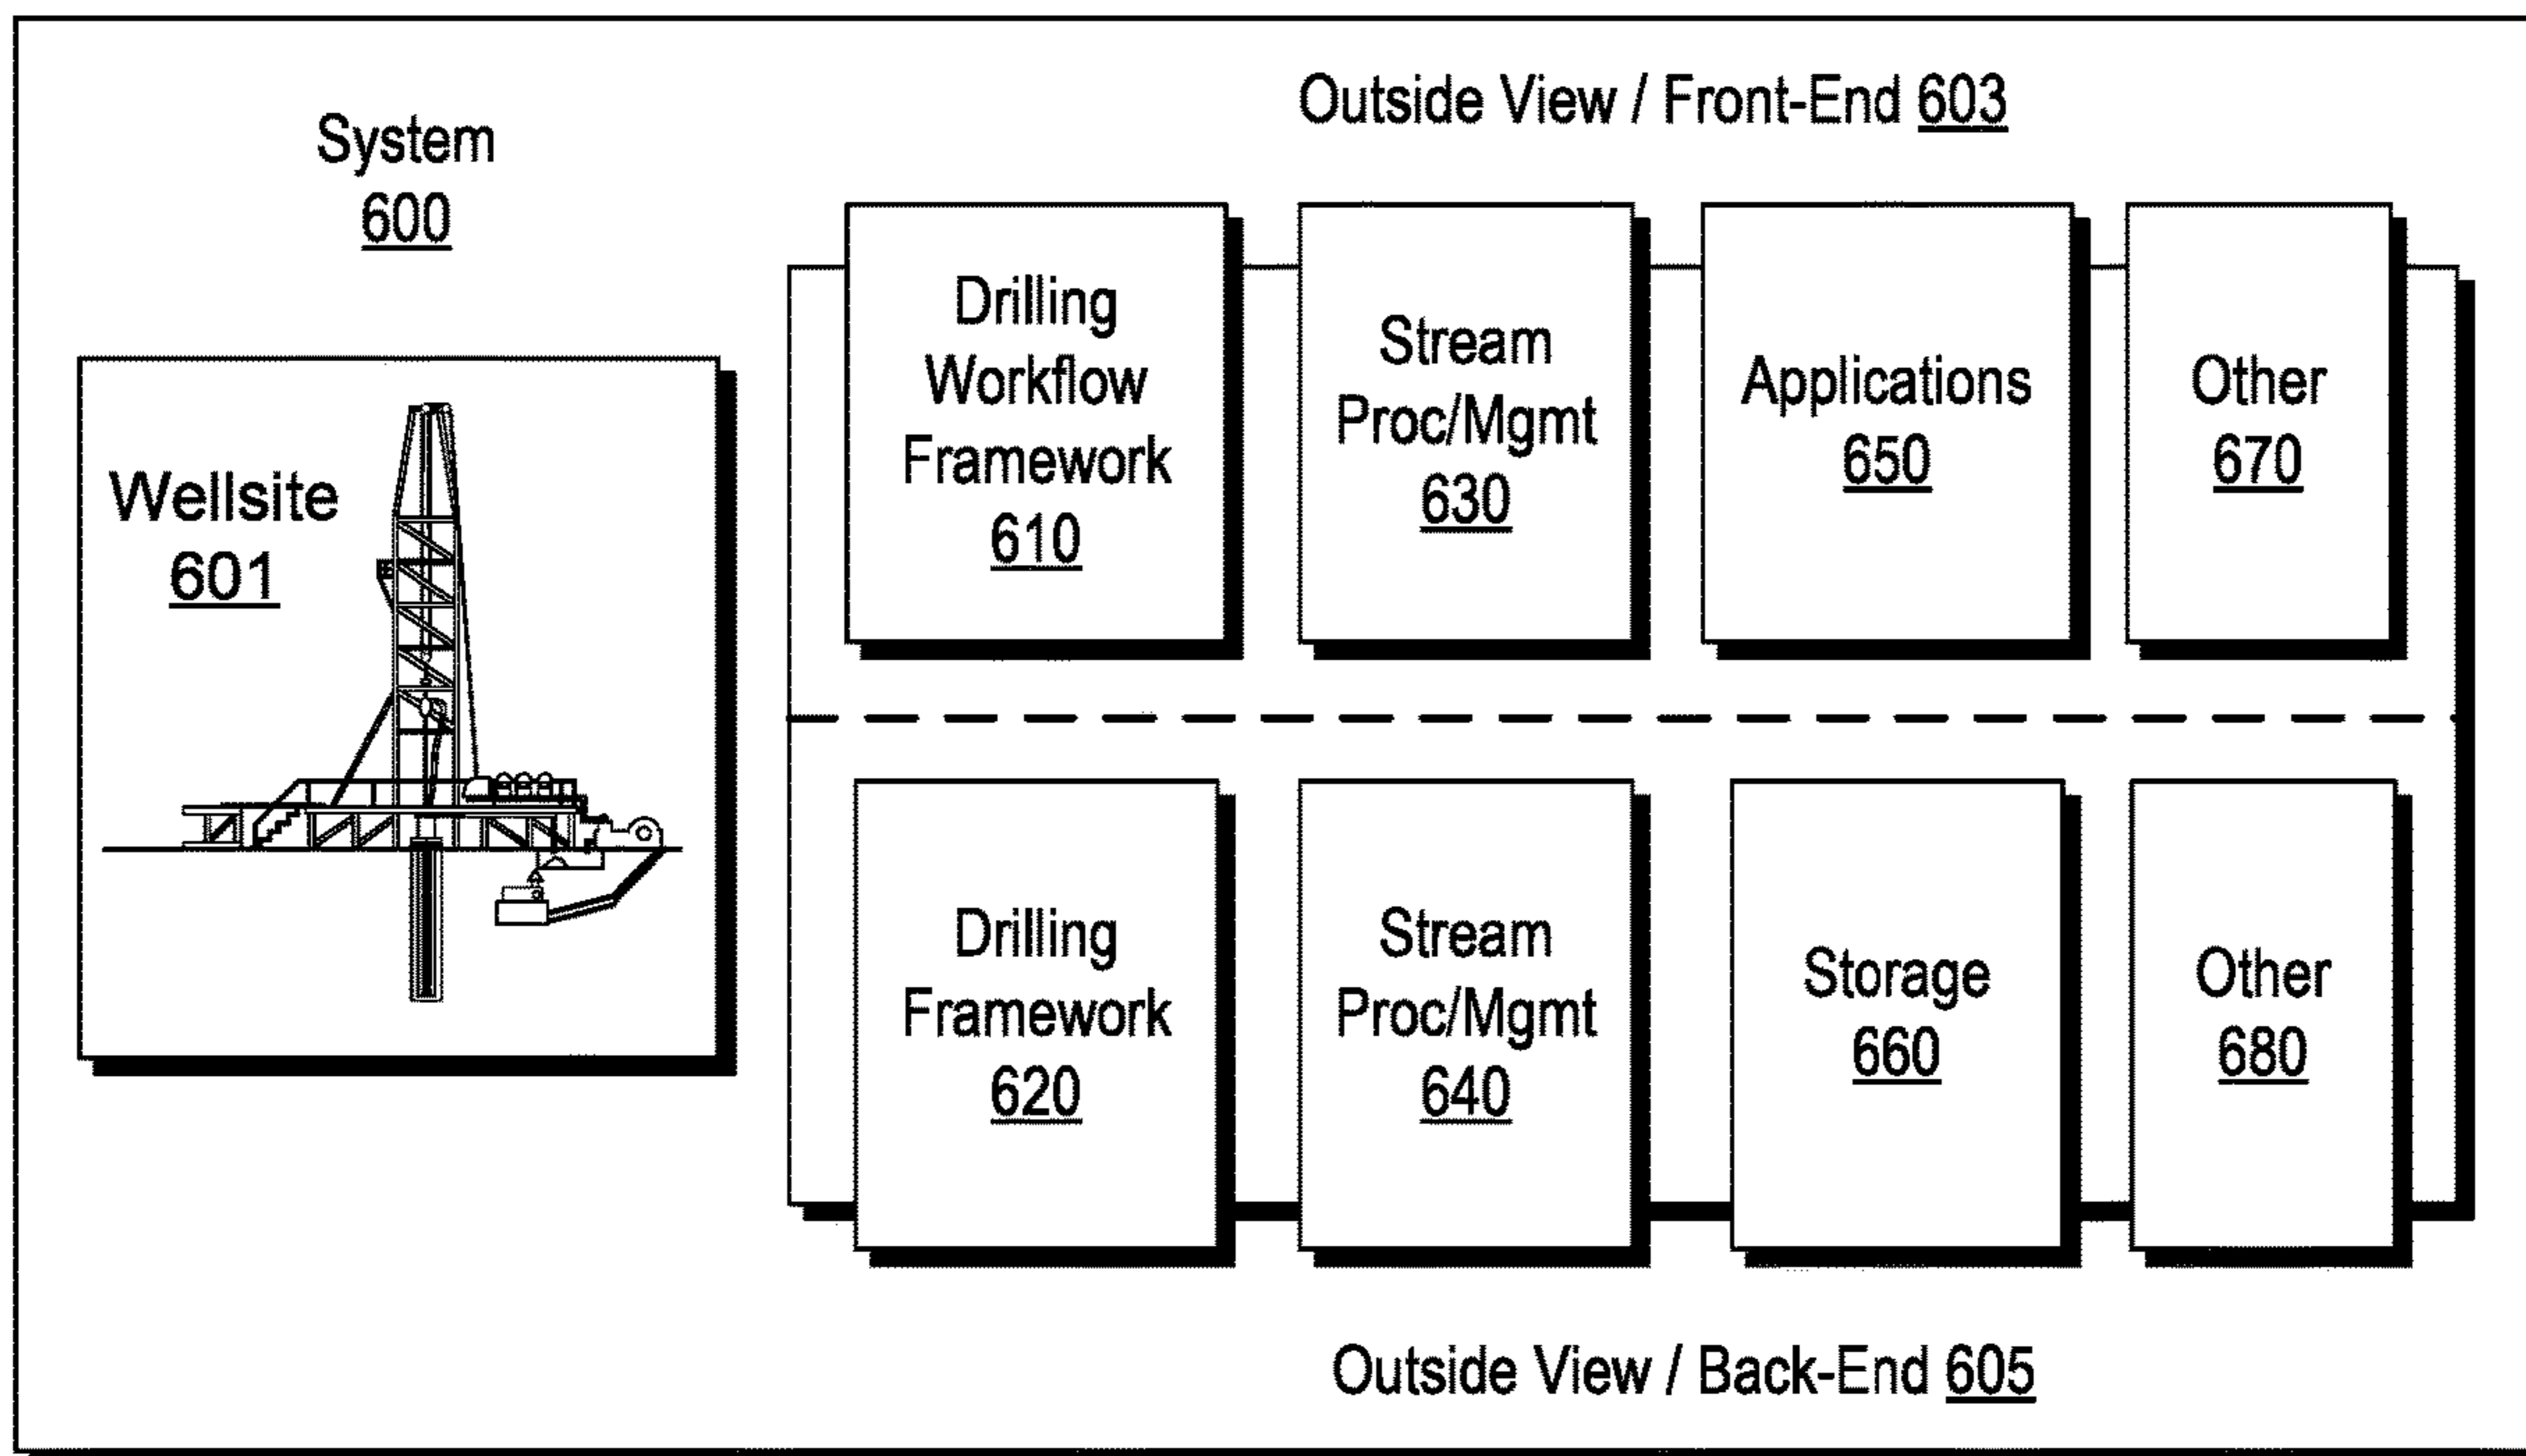 System
600
Outside View / Front-End 603
Wellsite
601
Drilling
Workflow
Framework
610
Stream
Proc/Mgmt
630
Applications
650
Other
670
Drilling
Framework
620
Stream
Proc/Mgmt
640
Storage
660
Other
680
Outside View / Back-End 605